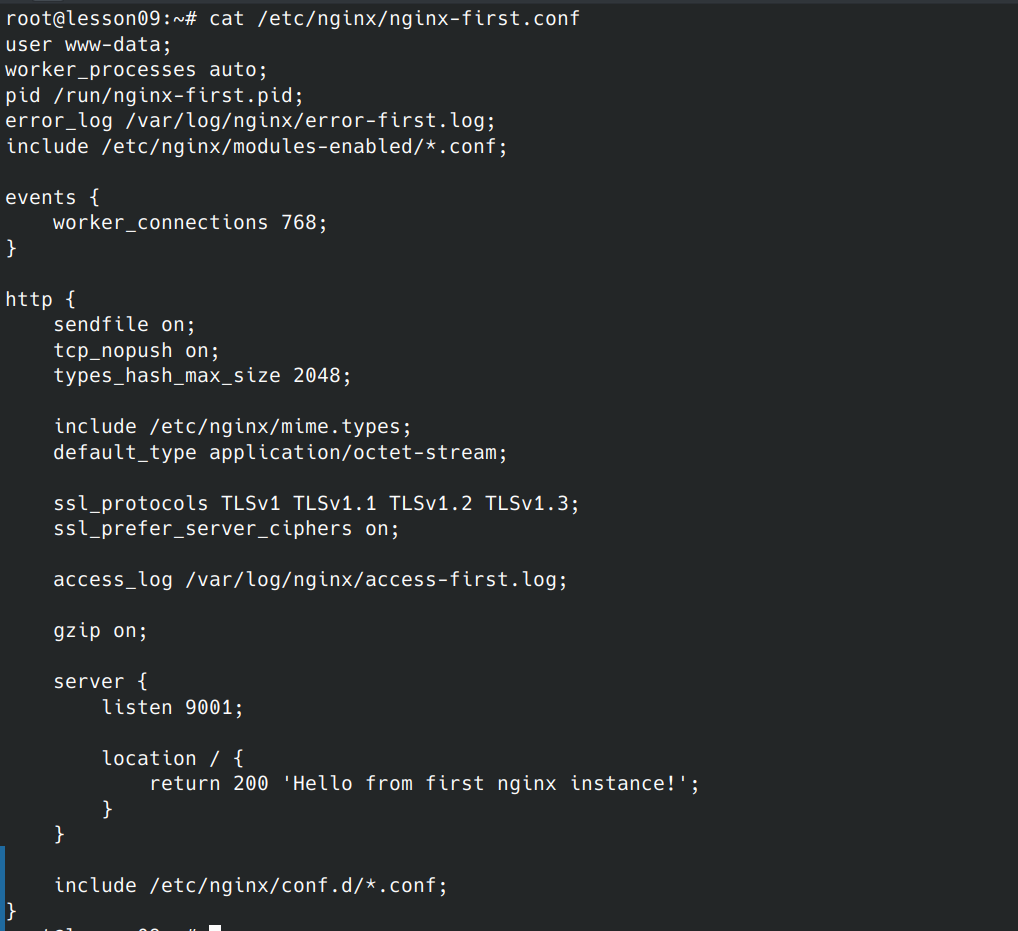 root@lesson09:~# cat /etc/nginx/nginx-first.conf
user www-data;
worker_processes auto;
pid /run/nginx-first.pid;
error_log /var/log/nginx/error-first.log;
include /etc/nginx/modules-enabled/*.conf;

events {
    worker_connections 768;
}

http {
    sendfile on;
    tcp_nopush on;
    types_hash_max_size 2048;

    include /etc/nginx/mime.types;
    default_type application/octet-stream;

    ssl_protocols TLSv1 TLSv1.1 TLSv1.2 TLSv1.3;
    ssl_prefer_server_ciphers on;

    access_log /var/log/nginx/access-first.log;

    gzip on;

    server {
        listen 9001;

        location / {
            return 200 'Hello from first nginx instance!';
        }
    }

    include /etc/nginx/conf.d/*.conf;
}